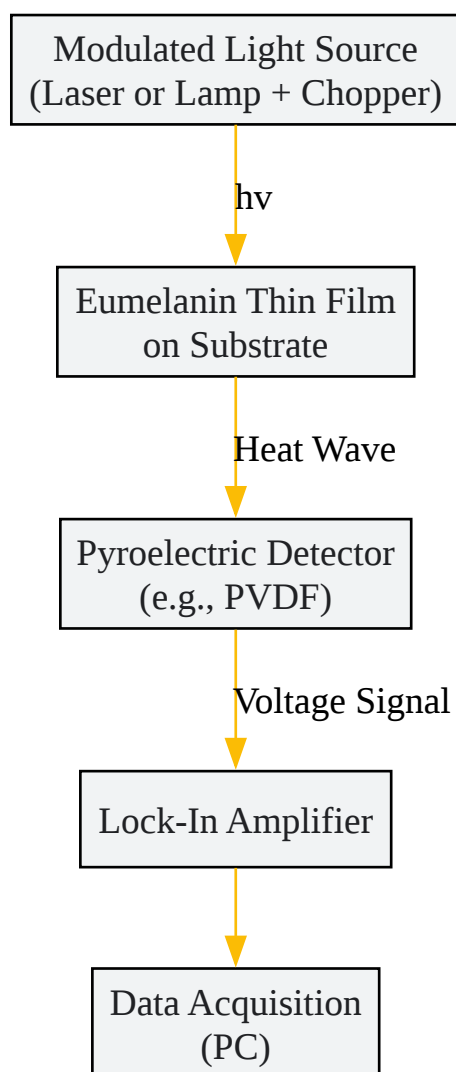 Modulated Light Source
(Laser or Lamp + Chopper)
hv
Eumelanin Thin Film
on Substrate
Heat Wave
Pyroelectric Detector
(e.g., PVDF)
Voltage Signal
Lock-In Amplifier
Data Acquisition
(PC)